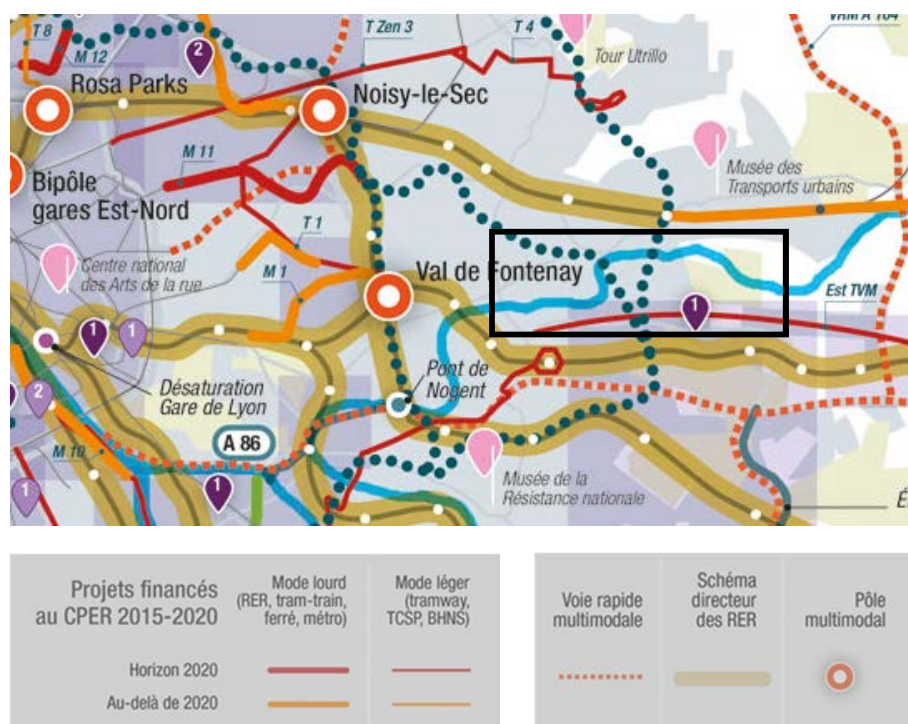 T 8
M 12
2
T Zen 3
T 4
VRM A 104
Tour Utrillo
Rosa Parks
Noisy-le-Sec
M 11
Bipôle
gares Est-Nord
Musée des
Transports urbains
T 1
Centre national
des Arts de la rue
M 1
Val de Fontenay
Est TVM
1
1
1
2
Désaturation
Gare de Lyon
Pont de
Nogent
A 86
M 10
1
1
Musée de la
Résistance nationale
Projets financés
au CPER 2015-2020
Mode lourd
(RER, tram-train,
ferré, métro)
Mode léger
(tramway,
TCSP, BHNS)
Horizon 2020
Au-delà de 2020
Voie rapide
multimodale
Schéma
directeur
des RER
Pôle
multimodal